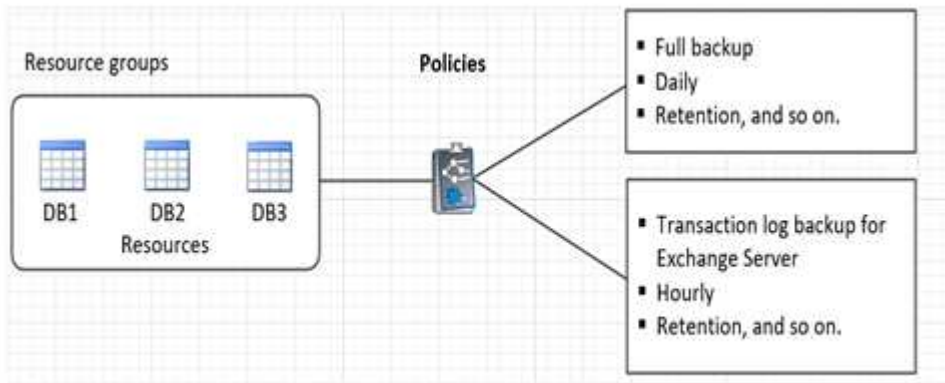 Resource groups
DB1
DB2
DB3
Resources
Policies
▪ Full backup
▪ Daily
▪ Retention, and so on.
▪ Transaction log backup for
Exchange Server
▪ Hourly
▪ Retention, and so on.